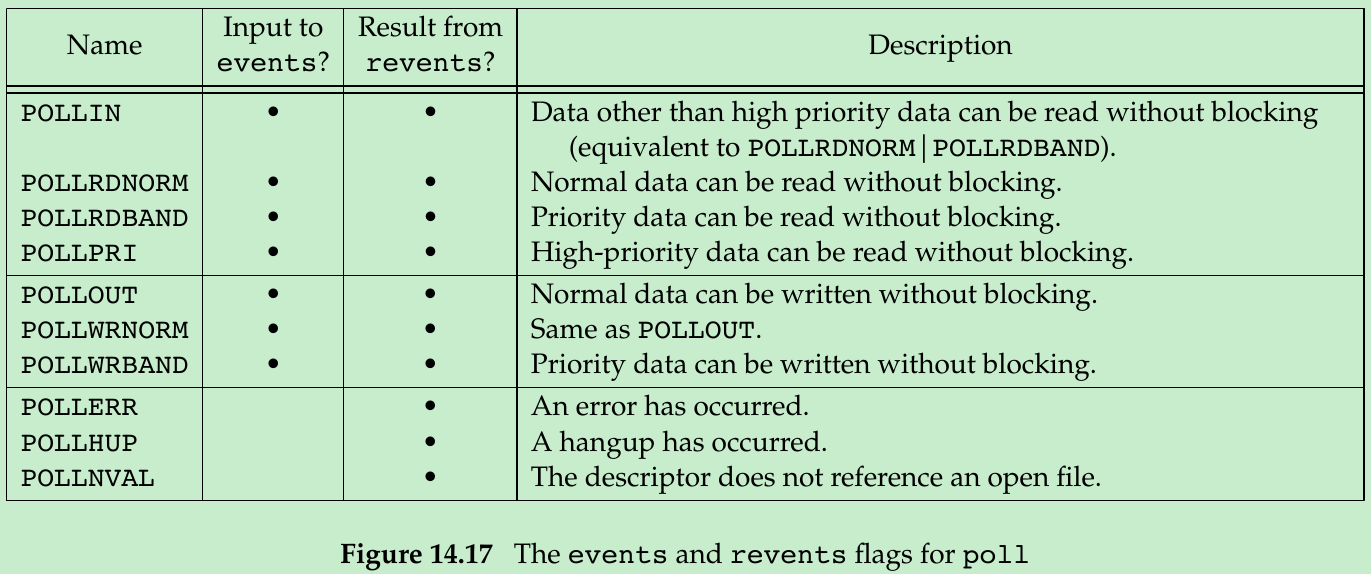 Name Input to events? Result from revents? Description
POLLIN • • Data other than high priority data can be read without blocking
(equivalent to POLLRDNORM|POLLRDBAND).
POLLRDNORM • • Normal data can be read without blocking.
POLLRDBAND • • Priority data can be read without blocking.
POLLPRI • • High-priority data can be read without blocking.
POLLOUT • • Normal data can be written without blocking.
POLLWRNORM • • Same as POLLOUT.
POLLWRBAND • • Priority data can be written without blocking.
POLLERR • An error has occurred.
POLLHUP • A hangup has occurred.
POLLNVAL • The descriptor does not reference an open file.
Figure 14.17 The events and revents flags for poll